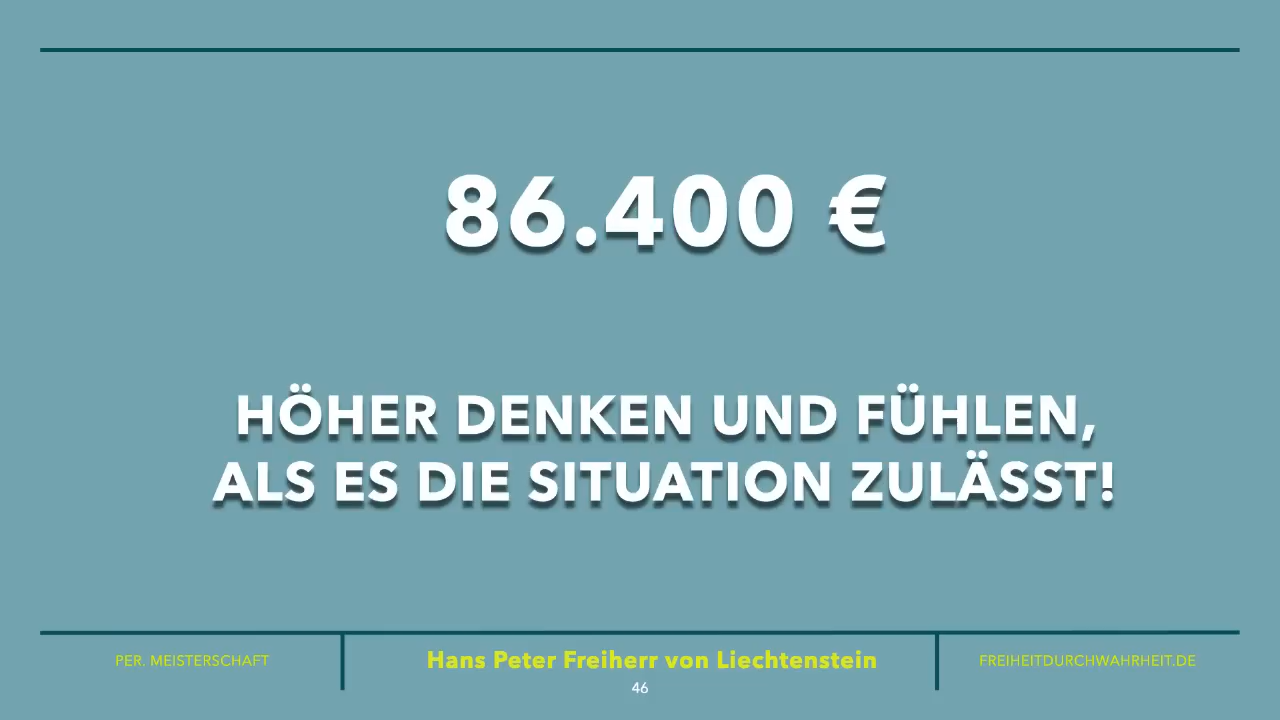 86.400 €
HÖHER DENKEN UND FÜHLEN,
ALS ES DIE SITUATION ZULÄSST!
PER. MEISTERSCHAFT
Hans Peter Freiherr von Liechtenstein
FREIHEITDURCHWAHRHEIT.DE
46